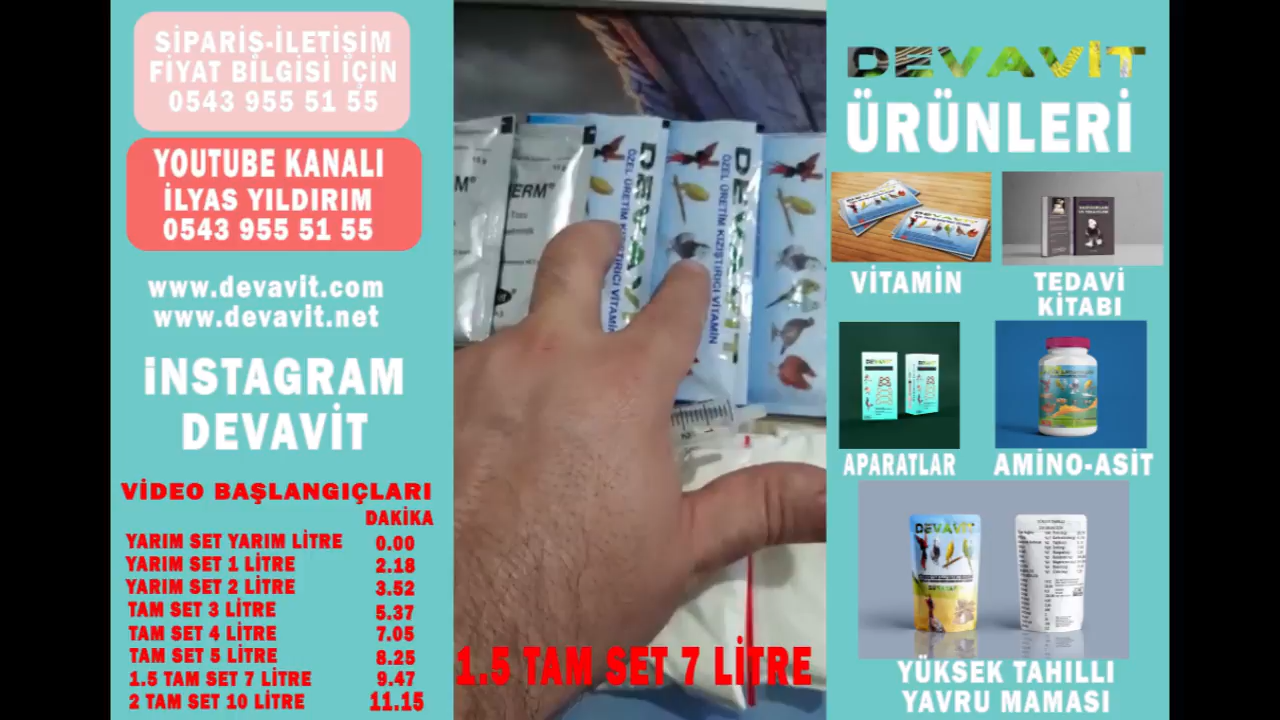 SİPARİŞ-İLETİŞİM
FİYAT BİLGİSİ İÇİN
0543 955 51 55
YOUTUBE KANALI
İLYAS YILDIRIM
0543 955 51 55
www.devavit.com
www.devavit.net
İNSTAGRAM
DEVAVİT
VİDEO BAŞLANGIÇLARI
DAKİKA
YARIM SET YARIM LİTRE 0.00
YARIM SET 1 LİTRE 2.18
YARIM SET 2 LİTRE 3.52
TAM SET 3 LİTRE 5.37
TAM SET 4 LİTRE 7.05
TAM SET 5 LİTRE 8.25
1.5 TAM SET 7 LİTRE 9.47
2 TAM SET 10 LİTRE 11.15
DEVAVİT
ÖZEL ÜRETİM KIZIŞTIRICI VİTAMİN
DEVAVİT
ÖZEL ÜRETİM KIZIŞTIRICI VİTAMİN
1.5 TAM SET 7 LİTRE
DEVAVİT
ÜRÜNLERİ
DEVAVİT
VİTAMİN
TEDAVİ
KİTABI
DEVAVİT
APARATLAR
AMİNO-ASİT
DEVAVİT
YÜKSEK TAHILLI
YAVRU MAMASI